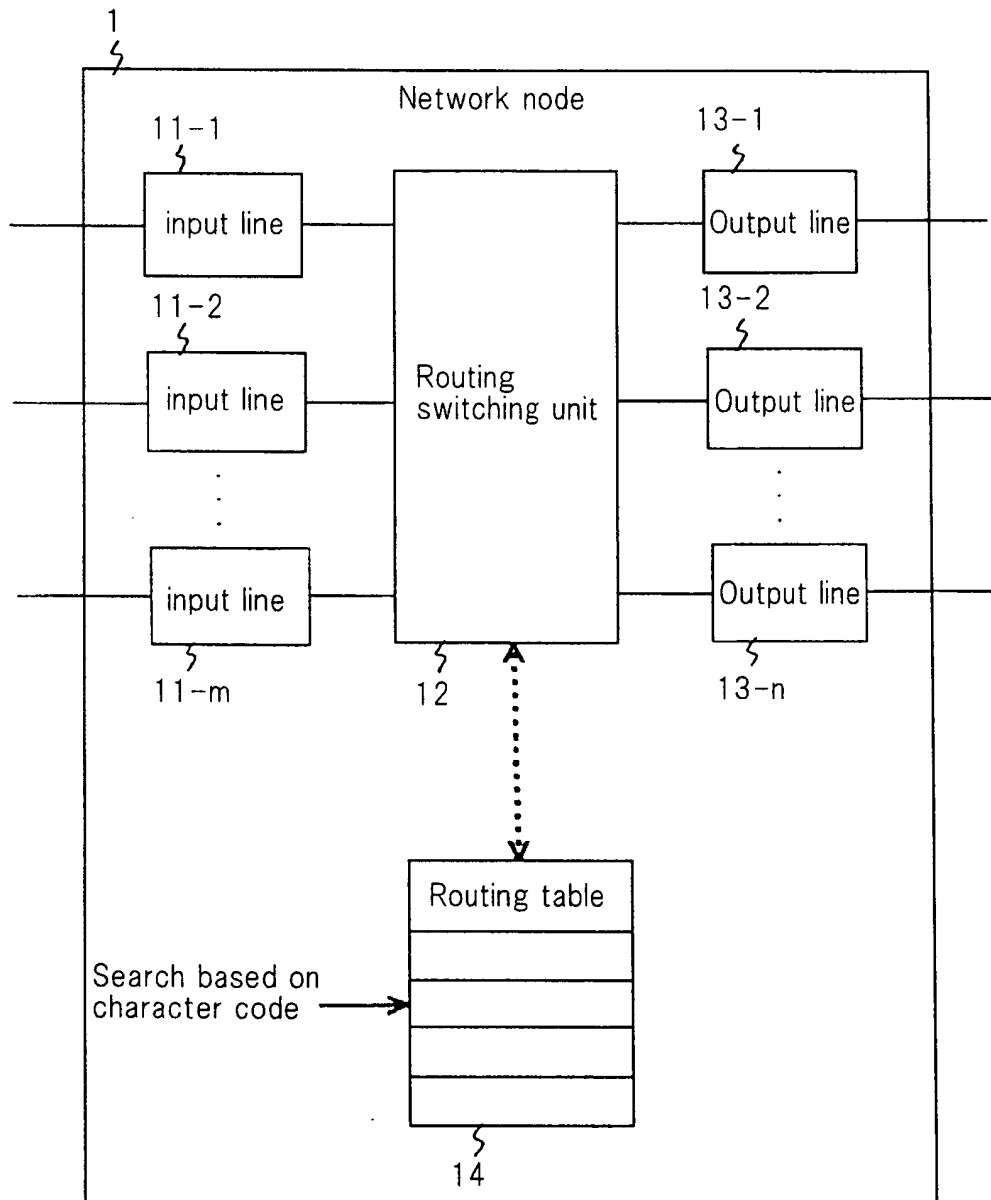 1
Network node
11-1
13-1
input line
Output line
11-2
13-2
input line
Routing
switching unit
Output line
input line
Output line
11-m
12
13-n
Routing table
Search based on
character code
14